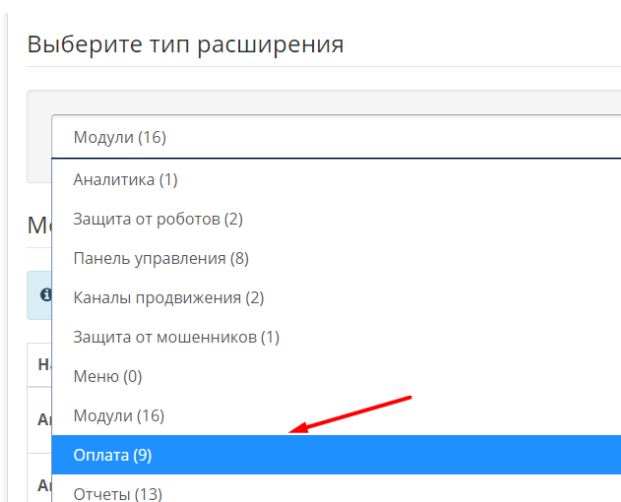 Выберите тип расширения
Модули (16)
Аналитика (1)
Защита от роботов (2)
Панель управления (8)
Каналы продвижения (2)
Защита от мошенников (1)
Меню (0)
Модули (16)
Оплата (9)
Отчеты (13)